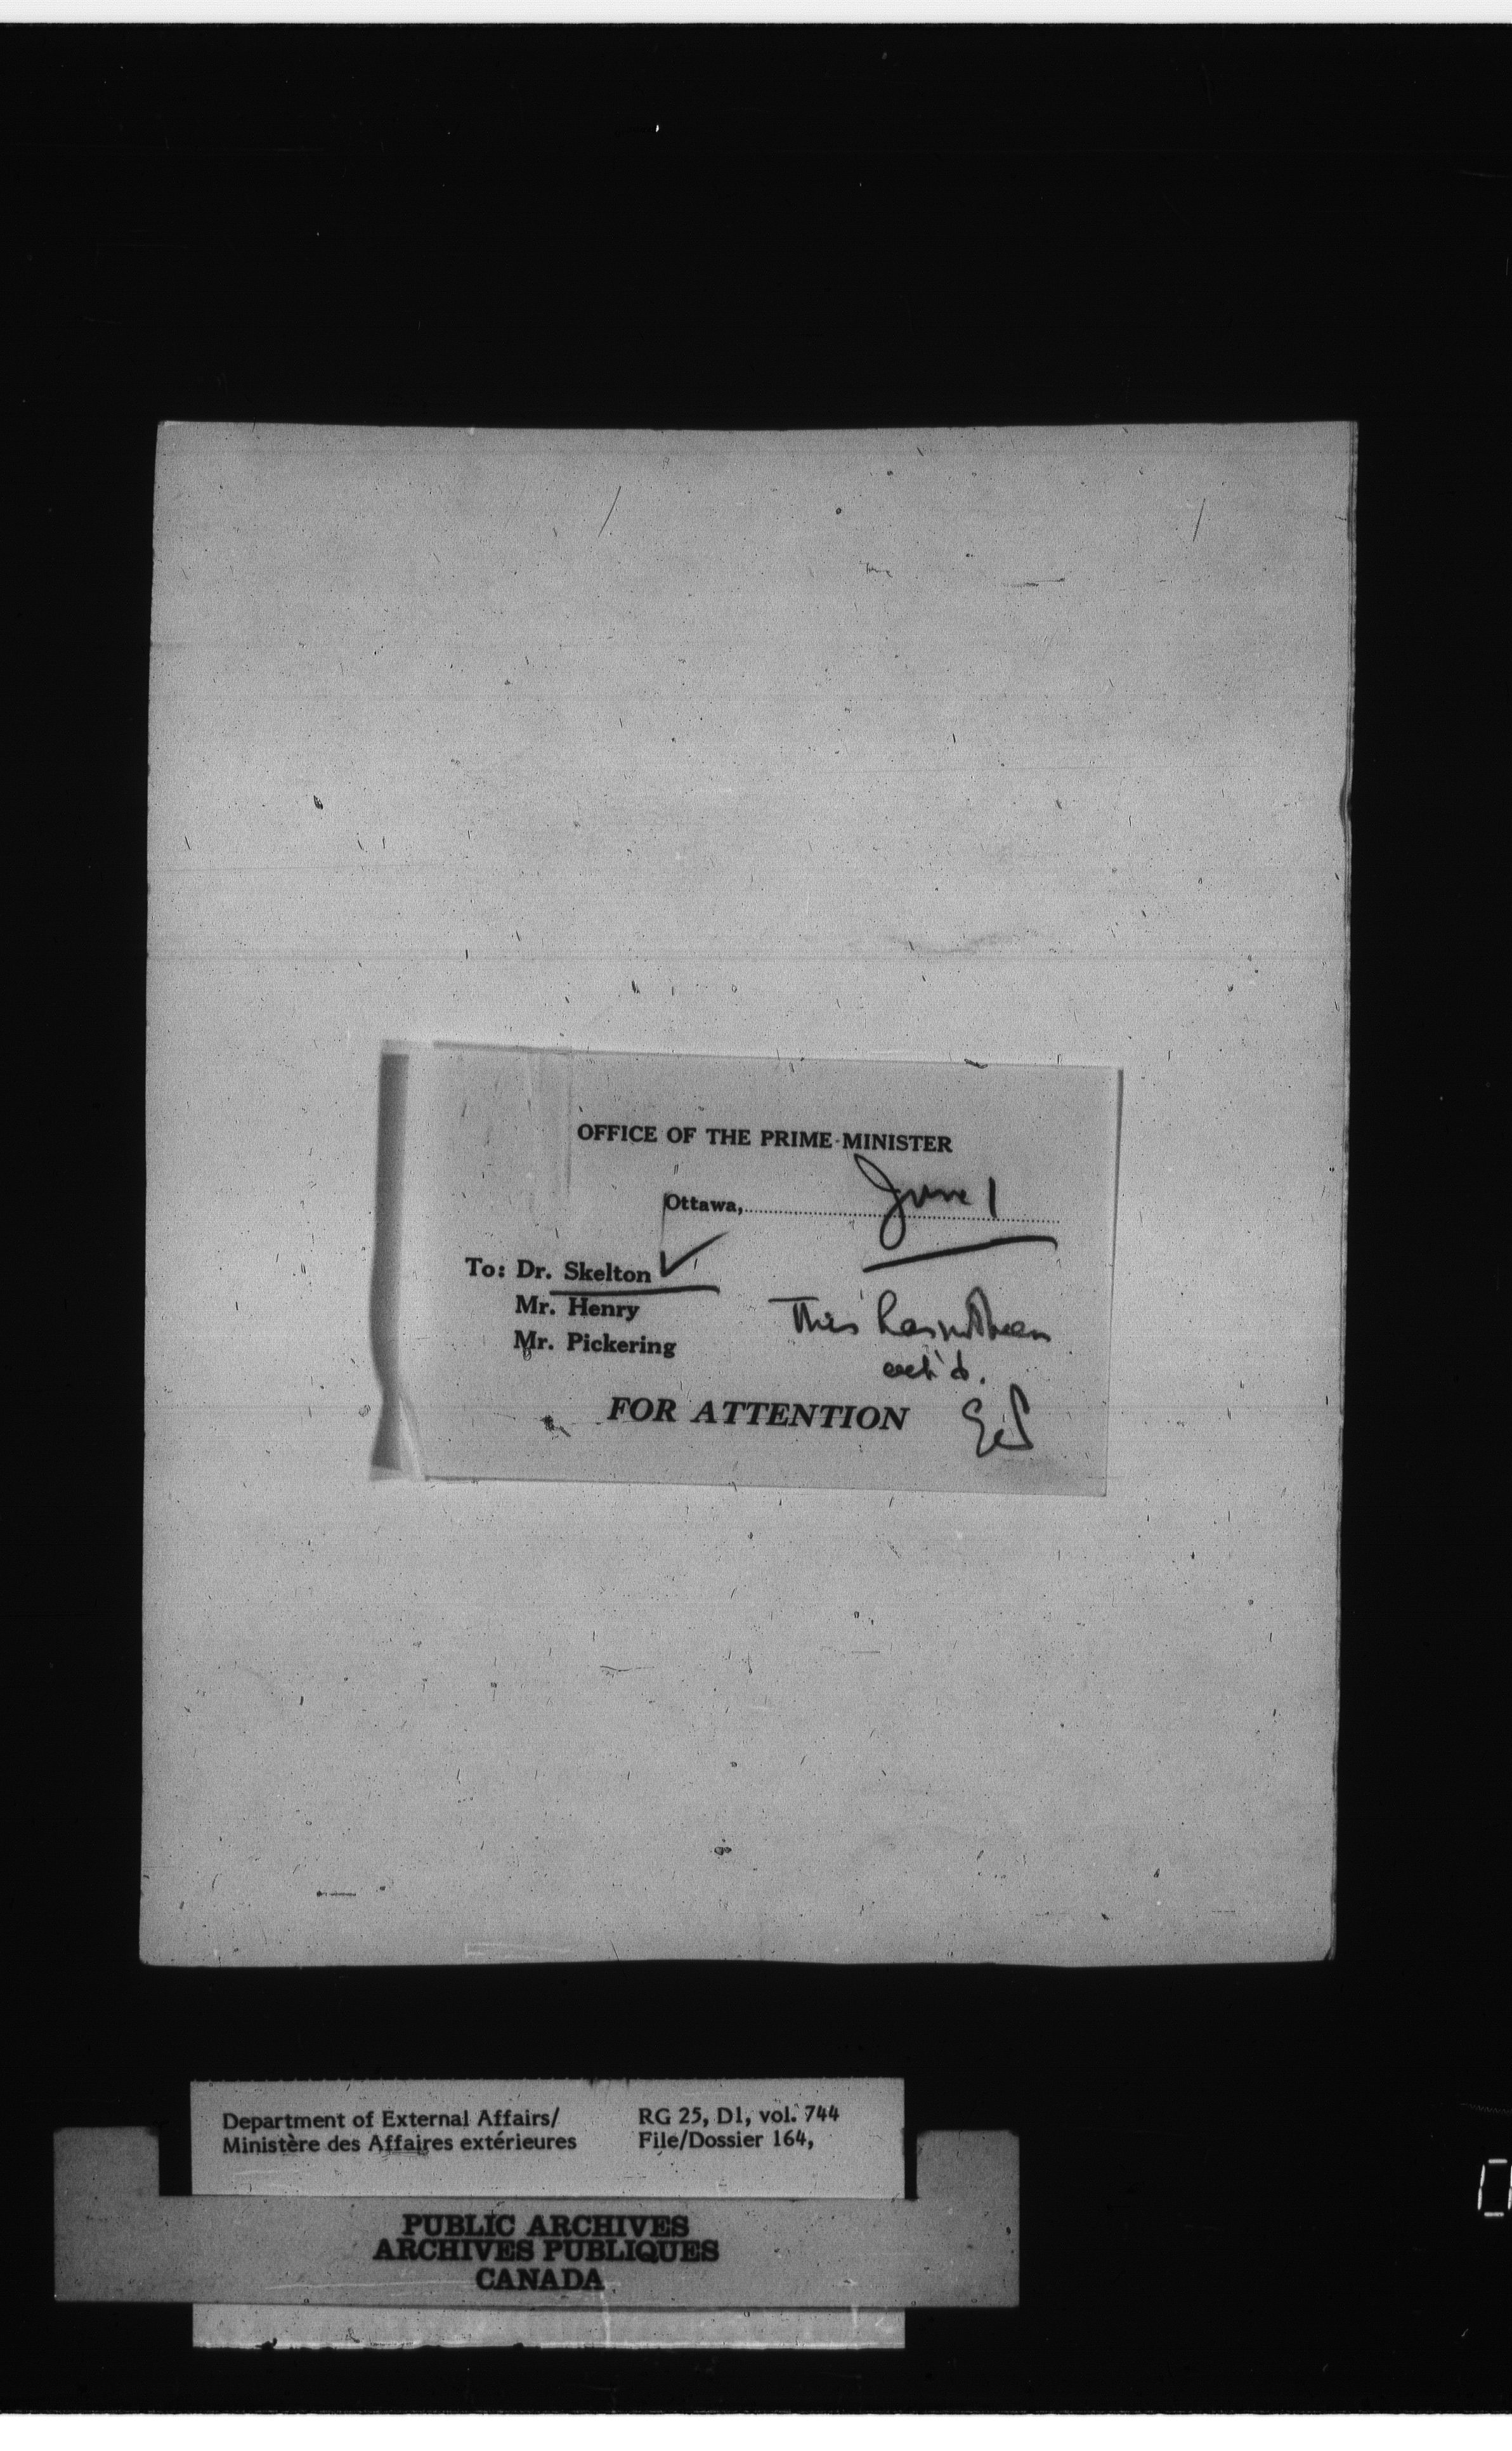 OFFICE OF THE PRIME MINISTER
Ottawa, June 1
To: Dr. Skelton ✓
Mr. Henry
Mr. Pickering
This hasn't been
ack'd.
FOR ATTENTION
Department of External Affairs/
Ministère des Affaires extérieures
RG 25, D1, vol. 744
File/Dossier 164,
PUBLIC ARCHIVES
ARCHIVES PUBLIQUES
CANADA